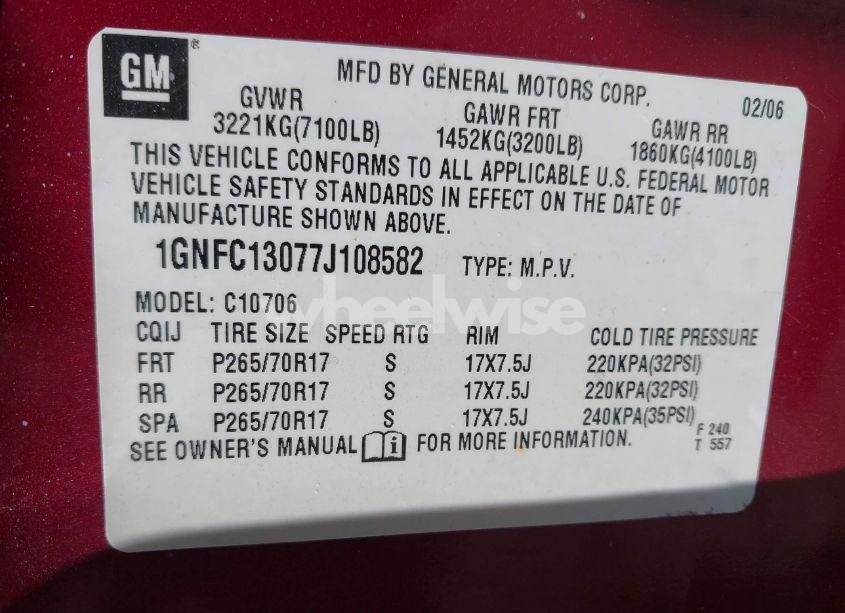 GM ®
MFD BY GENERAL MOTORS CORP. 02/06
GVWR GAWR FRT GAWR RR
3221KG(7100LB) 1452KG(3200LB) 1860KG(4100LB)
THIS VEHICLE CONFORMS TO ALL APPLICABLE U.S. FEDERAL MOTOR
VEHICLE SAFETY STANDARDS IN EFFECT ON THE DATE OF
MANUFACTURE SHOWN ABOVE.
1GNFC13077J108582 TYPE: M.P.V.
MODEL: C10706
wheelwise
CQIJ TIRE SIZE SPEED RTG RIM COLD TIRE PRESSURE
FRT P265/70R17 S 17X7.5J 220KPA(32PSI)
RR P265/70R17 S 17X7.5J 220KPA(32PSI)
SPA P265/70R17 S 17X7.5J 240KPA(35PSI)
F 240
T 557
SEE OWNER'S MANUAL i FOR MORE INFORMATION.